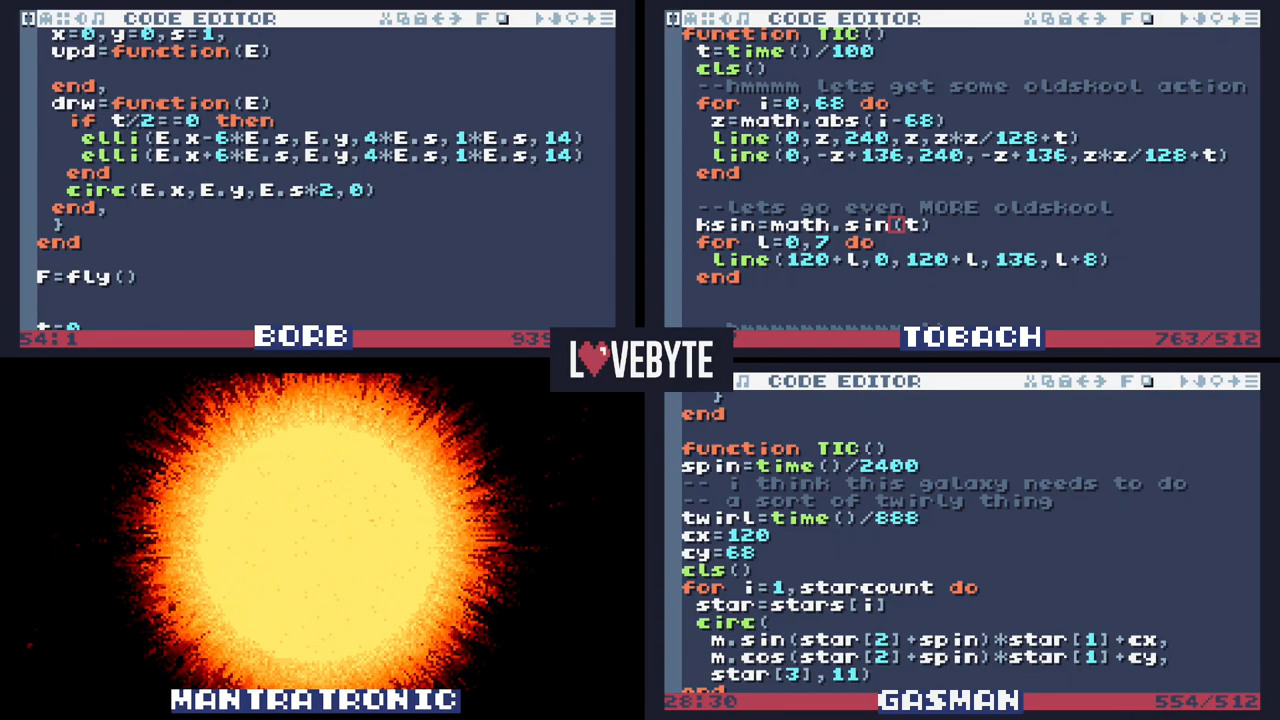 CODE EDITOR
x=0,y=0,s=1,
upd=function(E)
end,
drw=function(E)
if t%2==0 then
elli(E.x-6*E.s,E.y,4*E.s,1*E.s,14)
elli(E.x+6*E.s,E.y,4*E.s,1*E.s,14)
end
circ(E.x,E.y,E.s*2,0)
end,
}
end
F=fly()
t=0
54:1
939
BORB
CODE EDITOR
function TIC()
t=time()/100
cls()
--hmmmm lets get some oldskool action
for i=0,68 do
z=math.abs(i-68)
line(0,z,240,z,z*z/128+t)
line(0,-z+136,240,-z+136,z*z/128+t)
end
--lets go even MORE oldskool
ksin=math.sin(t)
for l=0,7 do
line(120+l,0,120+l,136,l+8)
end
763/512
TOBACH
LOVEBYTE
MANTRATRONIC
CODE EDITOR
}
end
function TIC()
spin=time()/2400
-- i think this galaxy needs to do
-- a sort of twirly thing
twirl=time()/888
cx=120
cy=68
cls()
for i=1,starcount do
star=stars[i]
circ(
m.sin(star[2]+spin)*star[1]+cx,
m.cos(star[2]+spin)*star[1]+cy,
star[3],11)
end
28:30
554/512
GASMAN